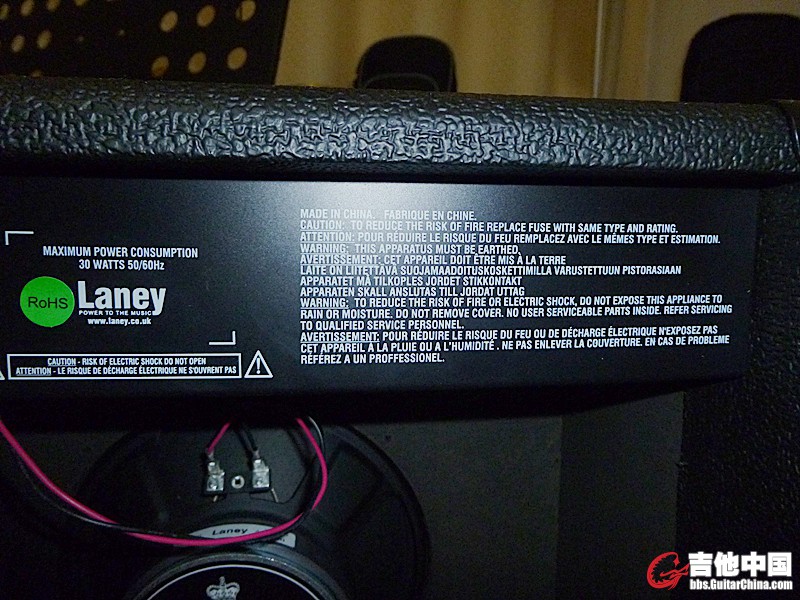 MAXIMUM POWER CONSUMPTION
30 WATTS 50/60Hz
RoHS
Laney
POWER TO THE MUSIC
www.laney.co.uk
CAUTION - RISK OF ELECTRIC SHOCK DO NOT OPEN
ATTENTION - LE RISQUE DE DÉCHARGE ÉLECTRIQUE NE S'OUVRENT PAS
MADE IN CHINA. FABRIQUE EN CHINE.
CAUTION: TO REDUCE THE RISK OF FIRE REPLACE FUSE WITH SAME TYPE AND RATING.
ATTENTION: POUR RÉDUIRE LE RISQUE DU FEU REMPLACEZ AVEC LE MÊMES TYPE ET ESTIMATION.
WARNING: THIS APPARATUS MUST BE EARTHED.
AVERTISSEMENT: CET APPAREIL DOIT ÊTRE MIS À LA TERRE
LAITE ON LIITETTÄVÄ SUOJAMAADOITUSKOSKETTIMILLA VARUSTETTUUN PISTORASIAAN
APPARATET MÅ TILKOPLES JORDET STIKKONTAKT
APPARATEN SKALL ANSLUTAS TILL JORDAT UTTAG
WARNING: TO REDUCE THE RISK OF FIRE OR ELECTRIC SHOCK, DO NOT EXPOSE THIS APPLIANCE TO
RAIN OR MOISTURE. DO NOT REMOVE COVER. NO USER SERVICEABLE PARTS INSIDE. REFER SERVICING
TO QUALIFIED SERVICE PERSONNEL.
AVERTISSEMENT: POUR RÉDUIRE LE RISQUE DU FEU OU DE DÉCHARGE ÉLECTRIQUE N'EXPOSEZ PAS
CET APPAREIL À LA PLUIE OU A L'HUMIDITÉ . NE PAS ENLEVER LA COUVERTURE. EN CAS DE PROBLEME
RÉFÉREZ A UN PROFFESSIONEL.
Laney
吉他中国
bbs.GuitarChina.com